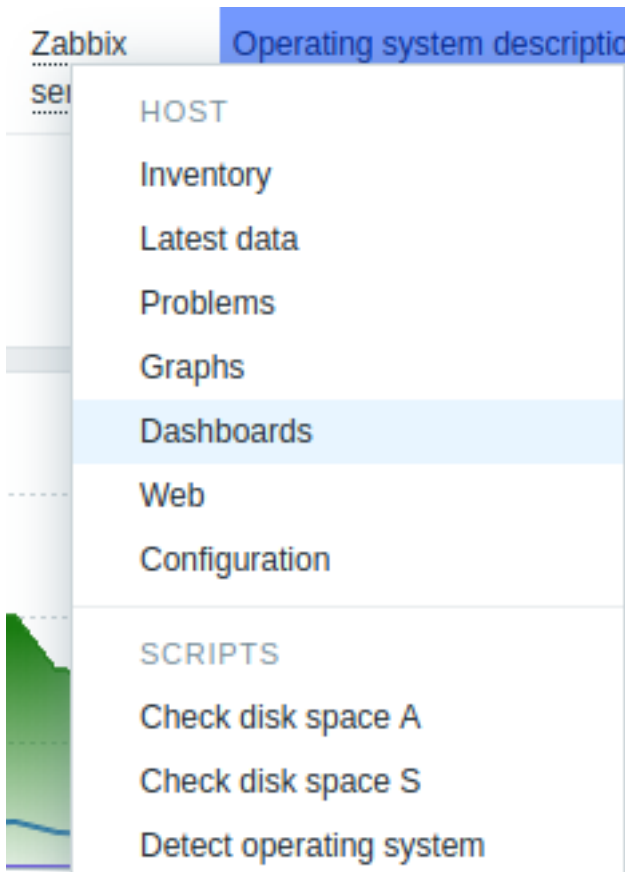 Zabbix
Operating system
HOST
Inventory
Latest data
Problems
Graphs
Dashboards
Web
Configuration
SCRIPTS
Check disk space A
Check disk space S
Detect operating system